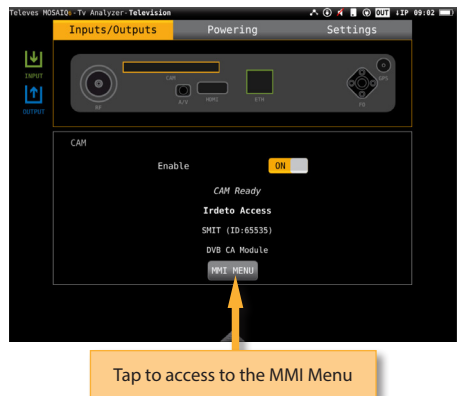 Televes MOSAIQ6-Tv Analyzer-Television OUT LIP 09:02
Inputs/Outputs Powering Settings
INPUT
OUTPUT
CAM
RF
A/V
HDMI
ETH
FO
GPS
CAM
Enable ON
CAM Ready
Irdeto Access
SMIT (ID:65535)
DVB CA Module
MMI MENU
Tap to access to the MMI Menu